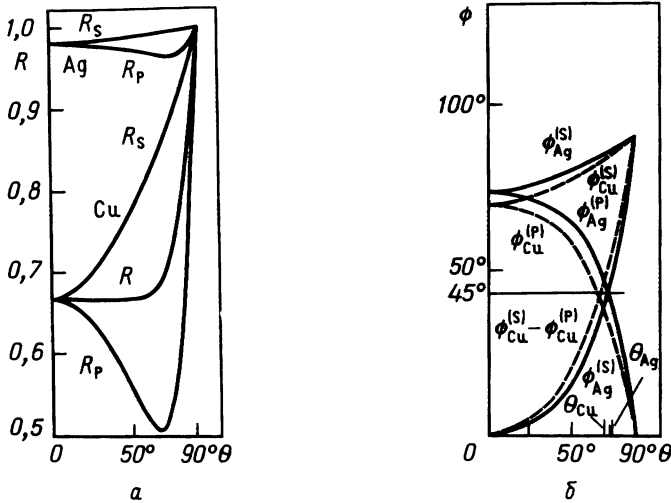 1,0
R_S
R
Ag
R_P
0,9
R_S
0,8
Cu
0,7
R
R_P
0,6
0,5
0
50°
90°θ
а
ϕ
100°
ϕ_Ag^(S)
ϕ_Cu^(S)
ϕ_Ag^(P)
ϕ_Cu^(P)
50°
45°
ϕ_Cu^(S) – ϕ_Cu^(P)
θ_Ag
ϕ_Ag^(S)
θ_Cu
0
0
50°
90° θ
б